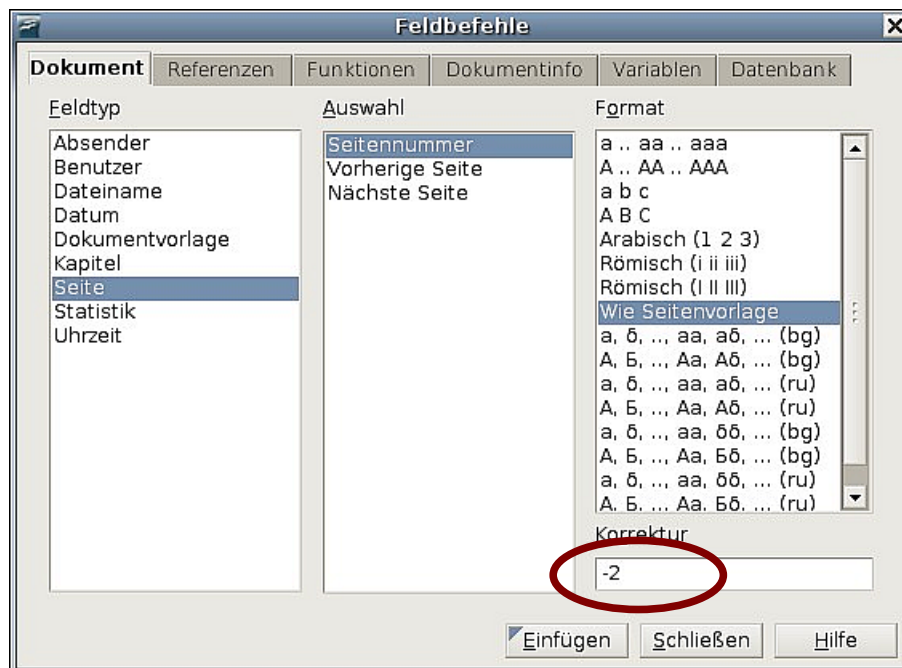 Feldbefehle
Dokument Referenzen Funktionen Dokumentinfo Variablen Datenbank
Feldtyp
Absender
Benutzer
Dateiname
Datum
Dokumentvorlage
Kapitel
Seite
Statistik
Uhrzeit
Auswahl
Seitennummer
Vorherige Seite
Nächste Seite
Format
a .. aa .. aaa
A .. AA .. AAA
a b c
A B C
Arabisch (1 2 3)
Römisch (i ii iii)
Römisch (I II III)
Wie Seitenvorlage
а, б, .., аа, аб, ... (bg)
А, Б, .., Аа, Аб, ... (bg)
а, б, .., аа, аб, ... (ru)
А, Б, .., Аа, Аб, ... (ru)
а, б, .., аа, бб, ... (bg)
А, Б, .., Аа, Бб, ... (bg)
а, б, .., аа, бб, ... (ru)
А, Б, .., Аа, Бб, ... (ru)
Korrektur
-2
Einfügen Schließen Hilfe